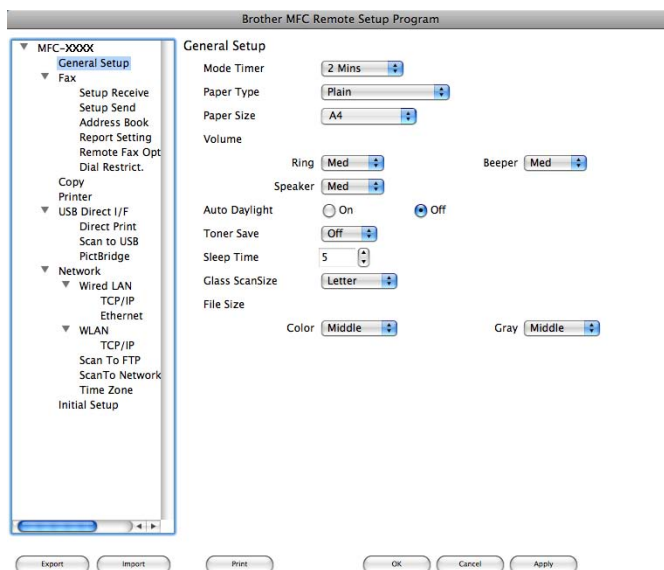 Brother MFC Remote Setup Program
MFC-XXXX
General Setup
Fax
Setup Receive
Setup Send
Address Book
Report Setting
Remote Fax Opt
Dial Restrict.
Copy
Printer
USB Direct I/F
Direct Print
Scan to USB
PictBridge
Network
Wired LAN
TCP/IP
Ethernet
WLAN
TCP/IP
Scan To FTP
ScanTo Network
Time Zone
Initial Setup
General Setup
Mode Timer 2 Mins
Paper Type Plain
Paper Size A4
Volume
Ring Med Beeper Med
Speaker Med
Auto Daylight On Off
Toner Save Off
Sleep Time 5
Glass ScanSize Letter
File Size
Color Middle Gray Middle
Export Import Print OK Cancel Apply